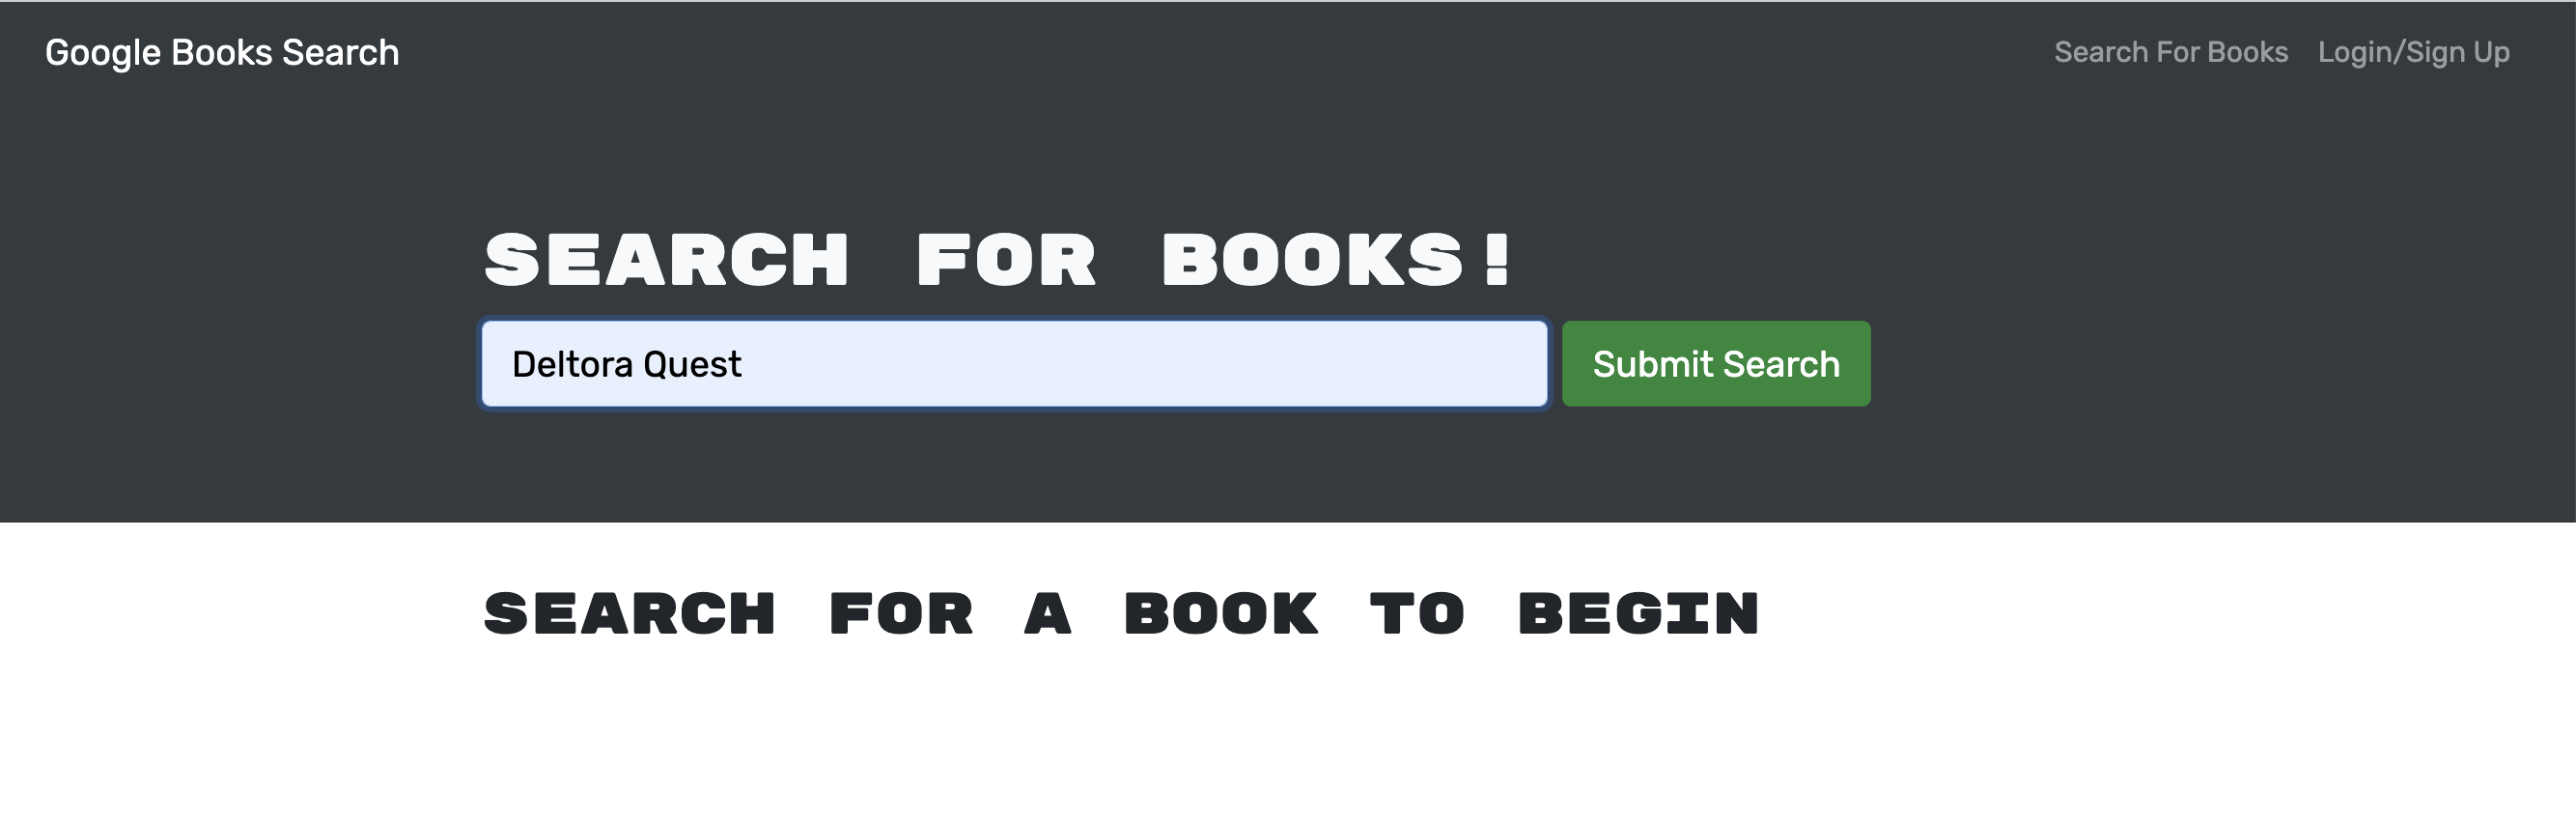 Google Books Search
Search For Books
Login/Sign Up
SEARCH FOR BOOKS!
Deltora Quest
Submit Search
SEARCH FOR A BOOK TO BEGIN